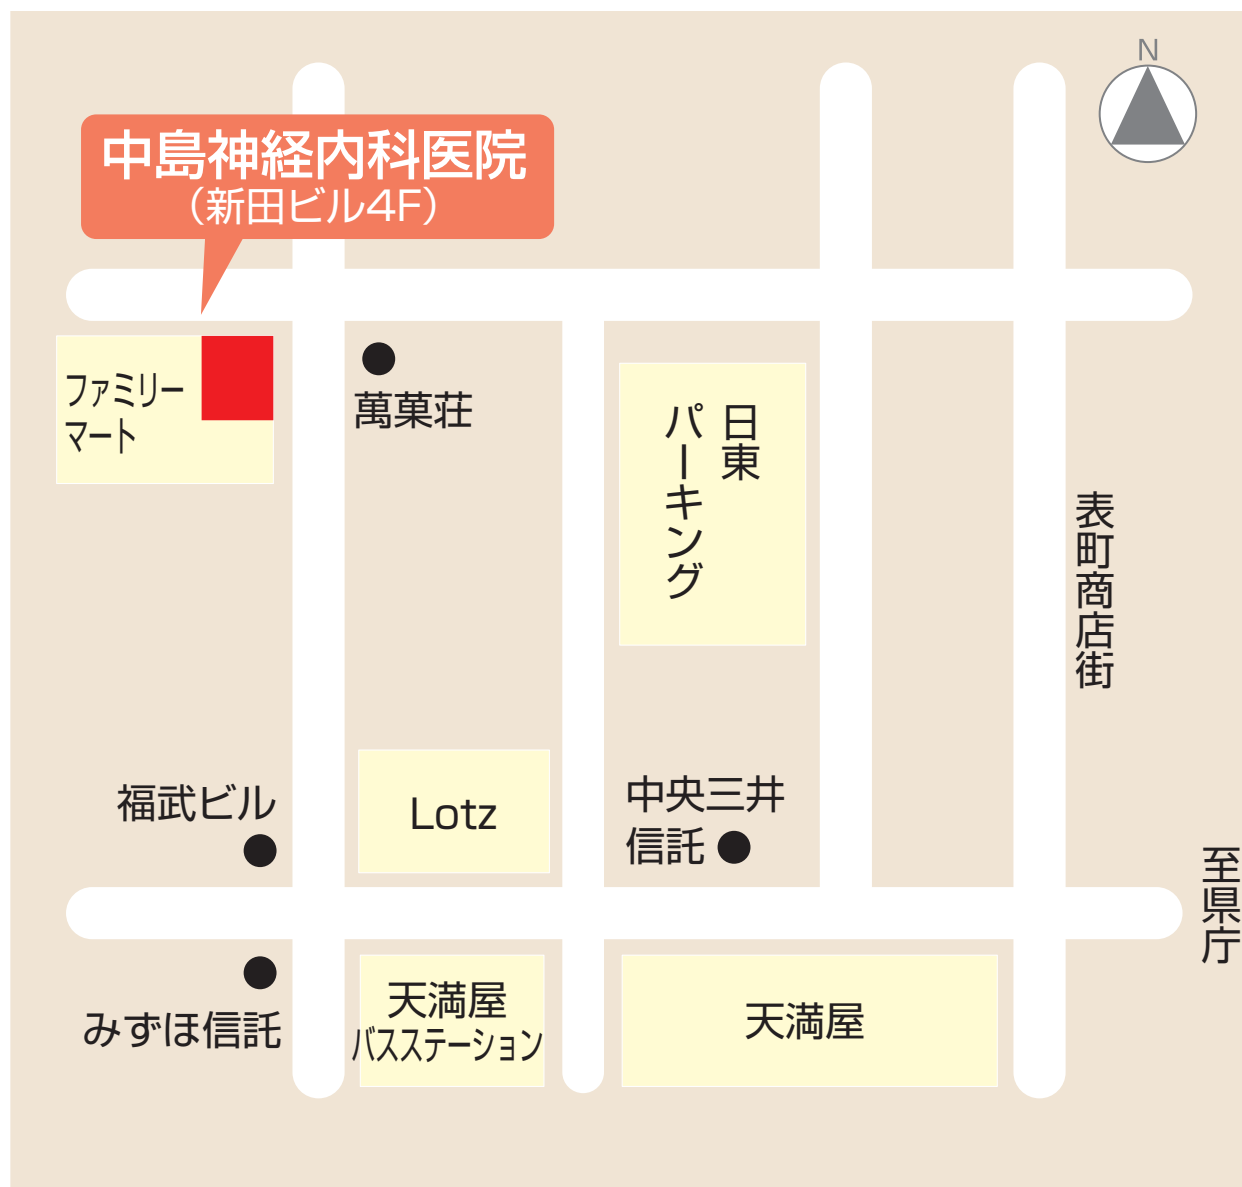 N
中島神経内科医院
（新田ビル4F）
ファミリー
マート
萬菓荘
日東
パーキング
表町商店街
福武ビル
Lotz
中央三井
信託
至県庁
みずほ信託
天満屋
バスステーション
天満屋